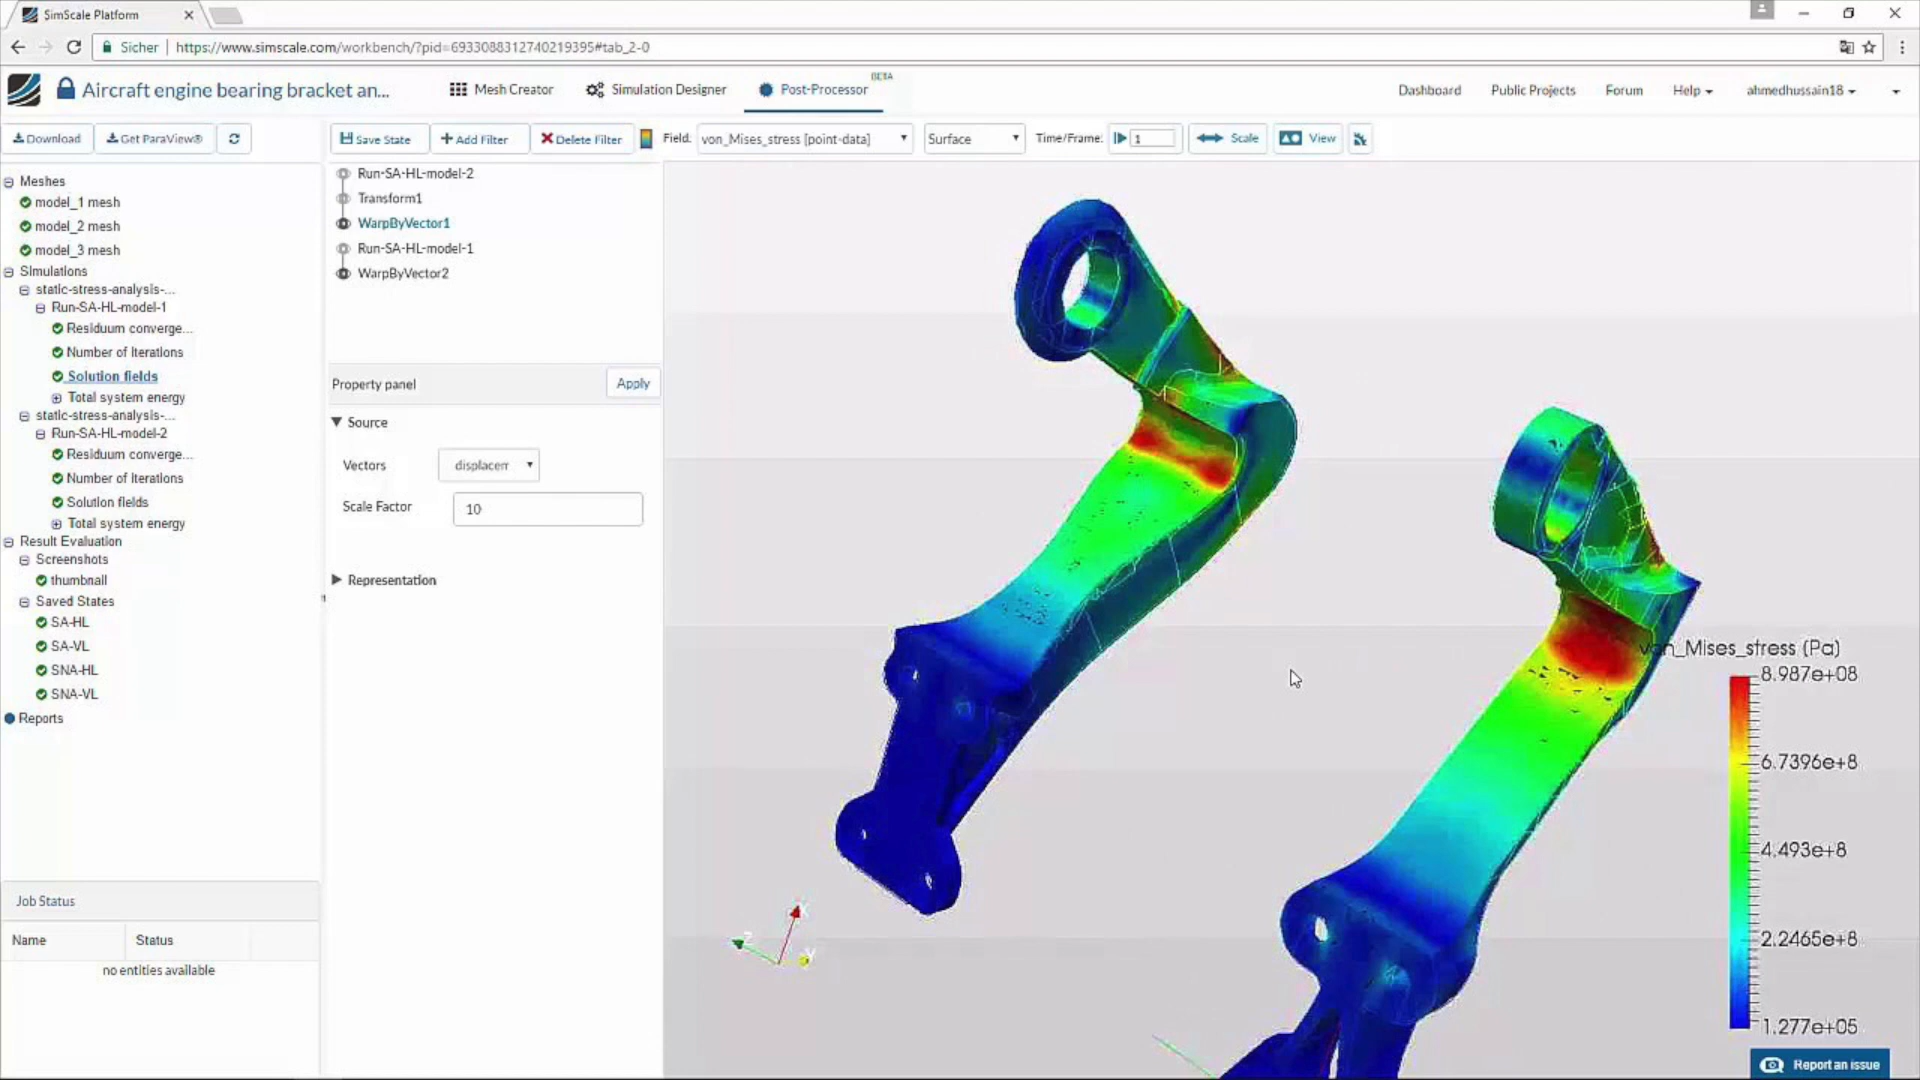 SimScale Platform
Sicher
https://www.simscale.com/workbench/?pid=6933088312740219395#tab_2-0
Aircraft engine bearing bracket an...
Mesh Creator
Simulation Designer
Post-Processor
BETA
Dashboard
Public Projects
Forum
Help
ahmedhussain18
Download
Get ParaView®
Save State
Add Filter
Delete Filter
Field:
von_Mises_stress [point-data]
Surface
Time/Frame:
1
Scale
View
Meshes
model_1 mesh
model_2 mesh
model_3 mesh
Simulations
static-stress-analysis-...
Run-SA-HL-model-1
Residuum converge...
Number of Iterations
Solution fields
Total system energy
static-stress-analysis-...
Run-SA-HL-model-2
Residuum converge...
Number of Iterations
Solution fields
Total system energy
Result Evaluation
Screenshots
thumbnail
Saved States
SA-HL
SA-VL
SNA-HL
SNA-VL
Reports
Job Status
Name
Status
no entities available
Run-SA-HL-model-2
Transform1
WarpByVector1
Run-SA-HL-model-1
WarpByVector2
Property panel
Apply
Source
Vectors
displacem
Scale Factor
10
Representation
von_Mises_stress (Pa)
8.987e+08
6.7396e+8
4.493e+8
2.2465e+8
1.277e+05
Report an issue